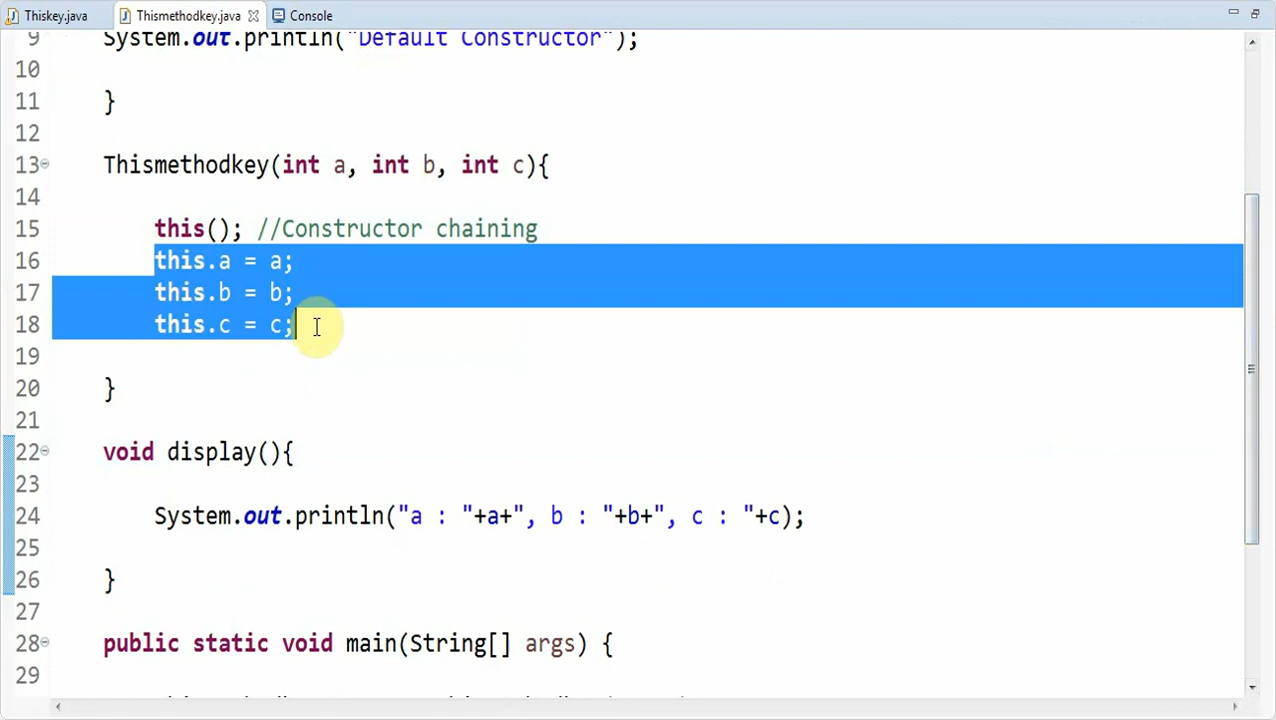 Thiskey.java Thismethodkey.java Console
9 System.out.println("Default Constructor");
10
11 }
12
13 Thismethodkey(int a, int b, int c){
14
15 this(); //Constructor chaining
16 this.a = a;
17 this.b = b;
18 this.c = c;
19
20 }
21
22 void display(){
23
24 System.out.println("a : "+a+", b : "+b+", c : "+c);
25
26 }
27
28 public static void main(String[] args) {
29